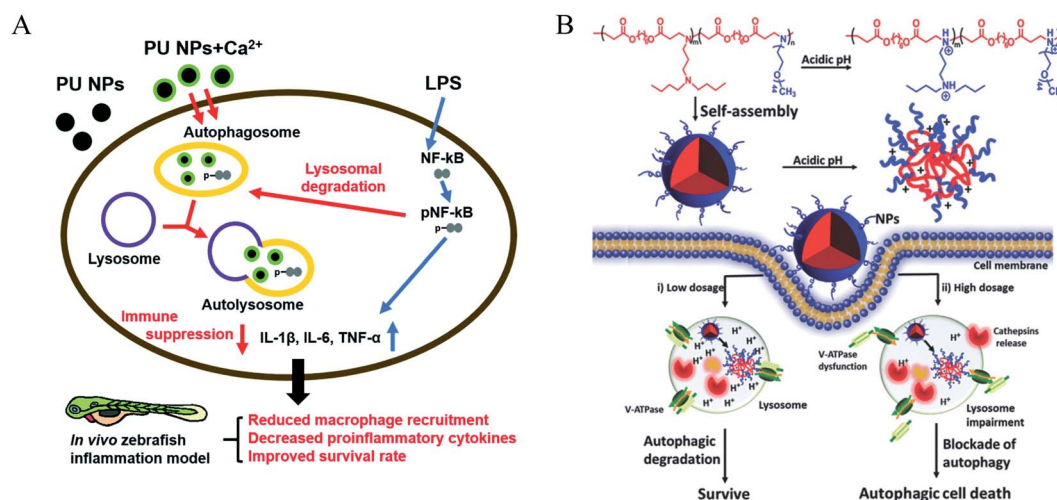 A
PU NPs+Ca²⁺
PU NPs
LPS
Autophagosome
NF-kB
Lysosomal
degradation
p-
pNF-kB
p-
Lysosome
p-
Autolysosome
Immune
suppression
IL-1β, IL-6, TNF-α
In vivo zebrafish
inflammation model
Reduced macrophage recruitment
Decreased proinflammatory cytokines
Improved survival rate
B
Acidic pH
Self-assembly
Acidic pH
NPs
Cell membrane
i) Low dosage
ii) High dosage
H⁺
Cathepsins
release
V-ATPase
dysfunction
V-ATPase
Lysosome
Lysosome
impairment
Autophagic
degradation
Blockade of
autophagy
Survive
Autophagic cell death